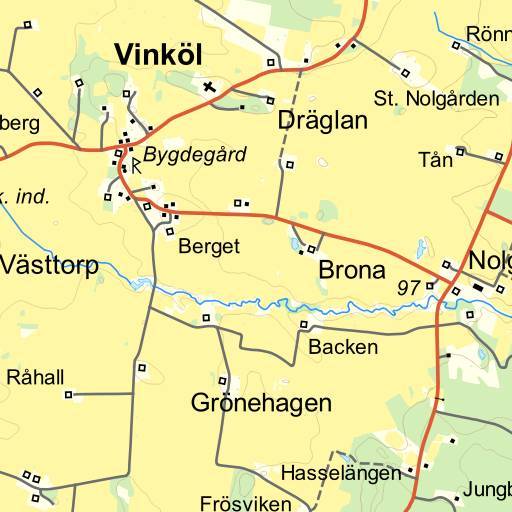 Rönn
Vinköl
St. Nolgården
Dräglan
berg
Bygdegård
Tån
k. ind.
Berget
Västtorp
Brona
Nolg
97
Backen
Råhall
Grönehagen
Hasselängen
Jungb
Frösviken